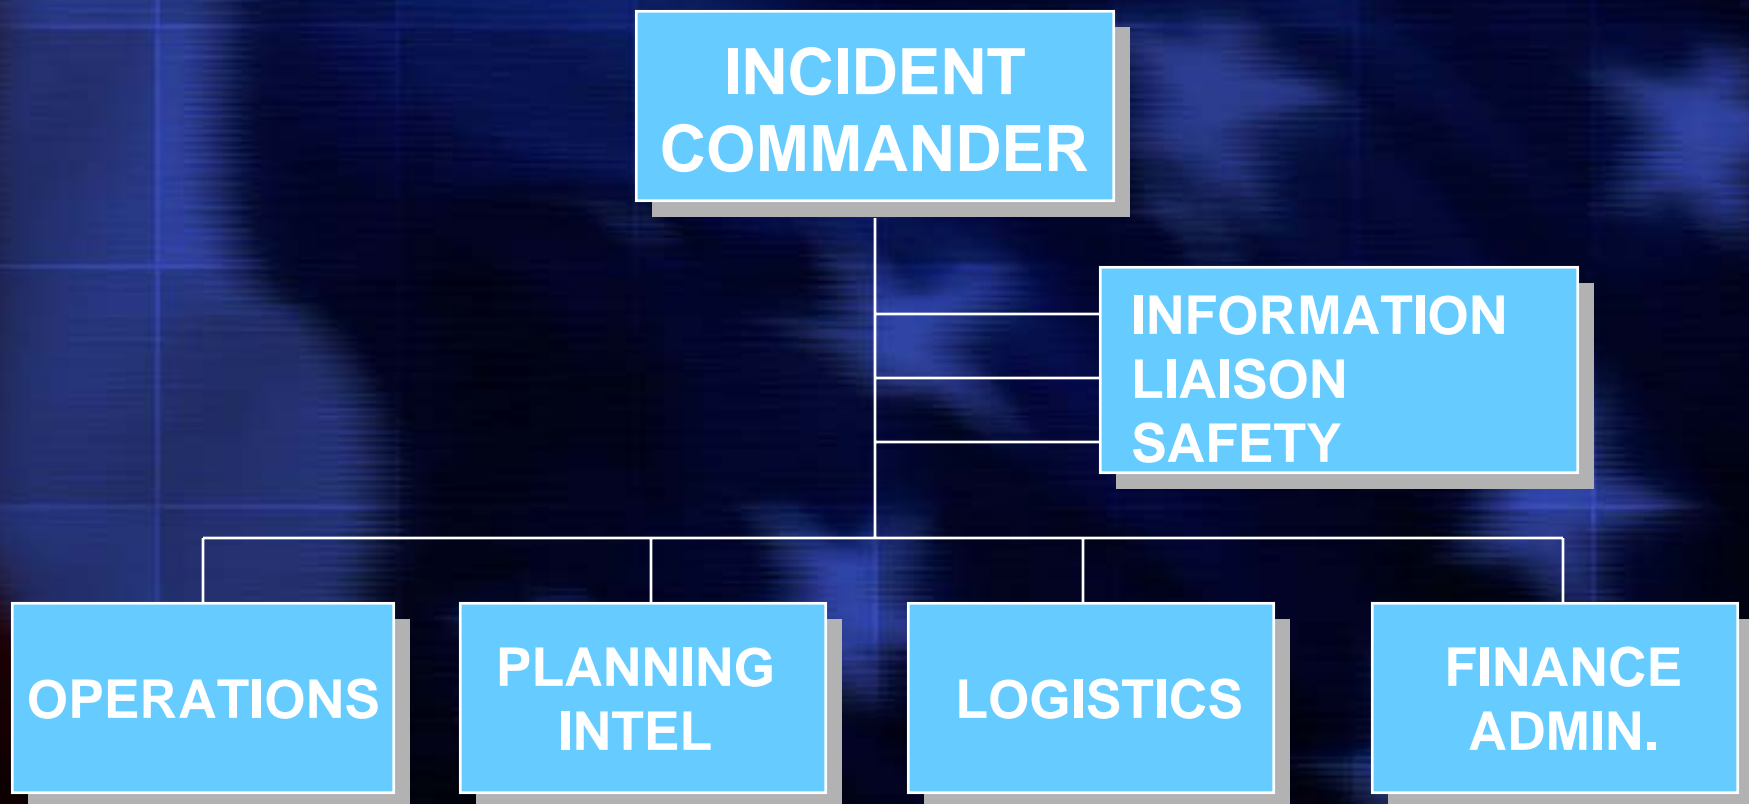 INCIDENT
COMMANDER
INFORMATION
LIAISON
SAFETY
OPERATIONS
PLANNING
INTEL
LOGISTICS
FINANCE
ADMIN.